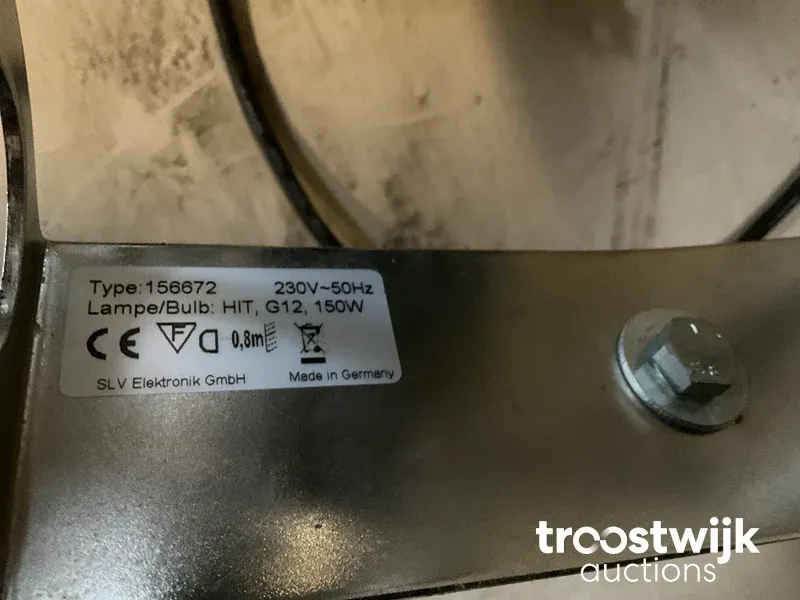 Type:156672 230V~50Hz
Lampe/Bulb: HIT, G12, 150W
CE F 0,8m
SLV Elektronik GmbH Made in Germany
troostwijk
auctions